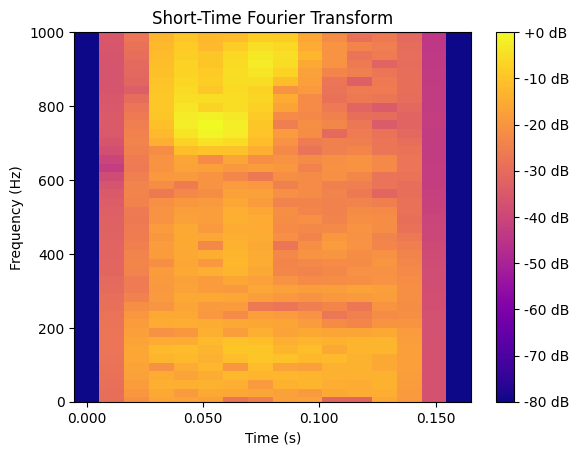 Short-Time Fourier Transform
1000
800
600
400
200
0
Frequency (Hz)
0.000
0.050
0.100
0.150
Time (s)
+0 dB
-10 dB
-20 dB
-30 dB
-40 dB
-50 dB
-60 dB
-70 dB
-80 dB